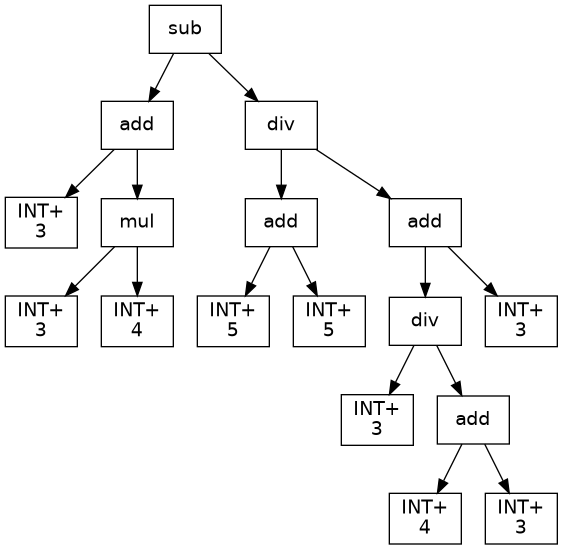 sub
add
div
INT+
3
mul
add
add
INT+
3
INT+
4
INT+
5
INT+
5
div
INT+
3
INT+
3
add
INT+
4
INT+
3